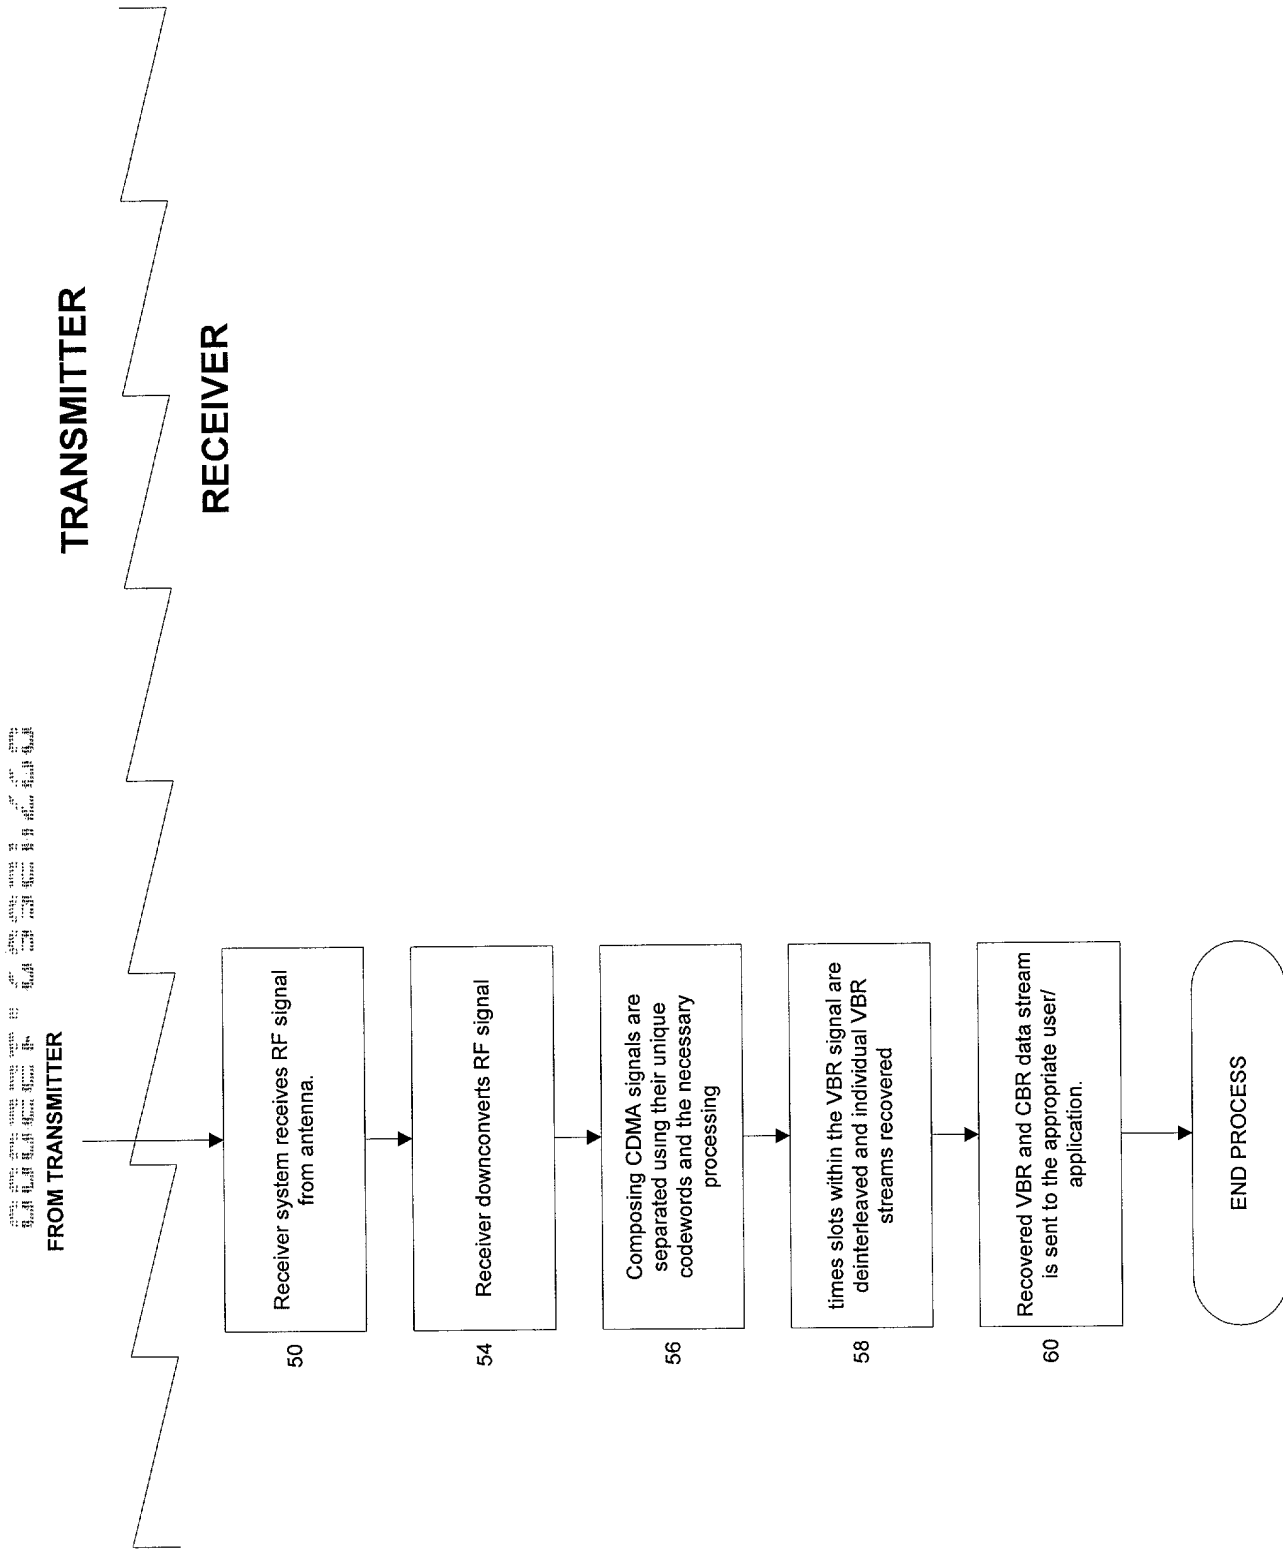 FROM TRANSMITTER
TRANSMITTER
RECEIVER
Receiver system receives RF signal
from antenna.
50
Receiver downconverts RF signal
54
Composing CDMA signals are
separated using their unique
codewords and the necessary
processing
56
times slots within the VBR signal are
deinterleaved and individual VBR
streams recovered
58
Recovered VBR and CBR data stream
is sent to the appropriate user/
application.
60
END PROCESS